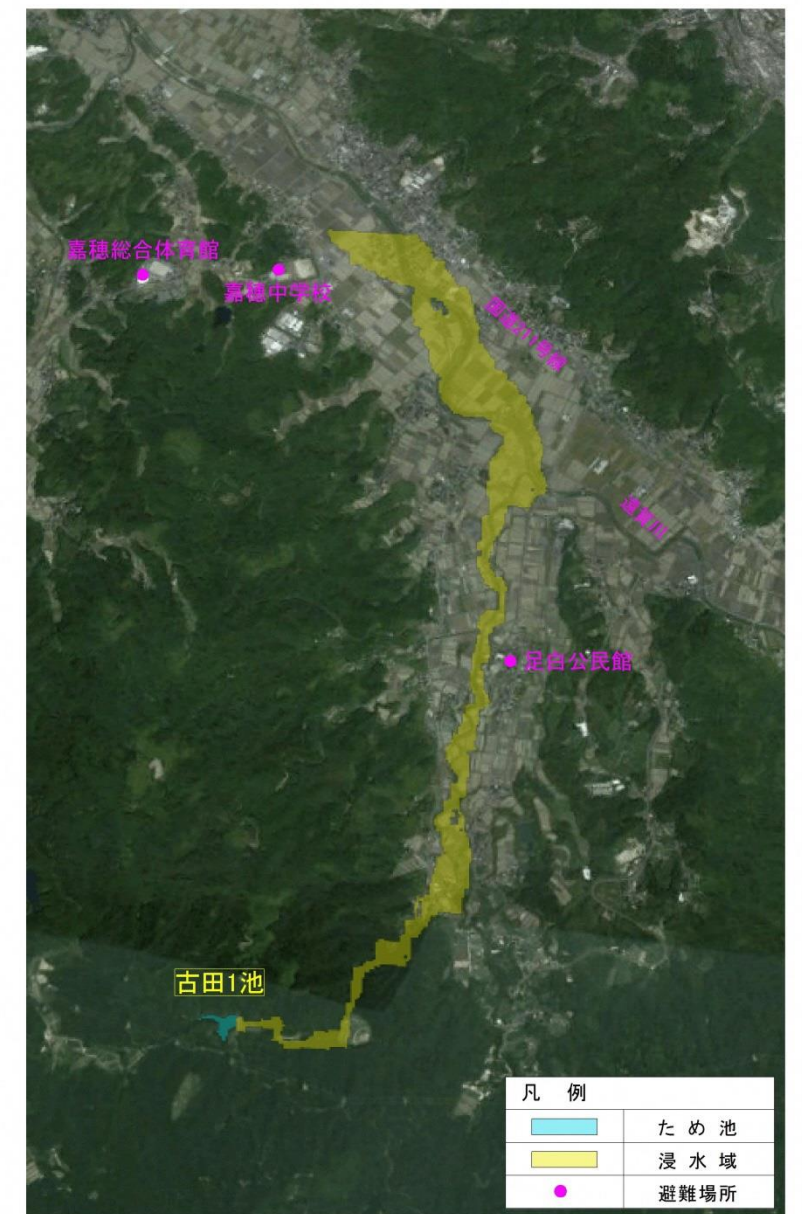 嘉穂総合体育館
嘉穂中学校
国道211号線
遠賀川
足白公民館
古田1池
凡 例
ため池
浸水域
避難場所